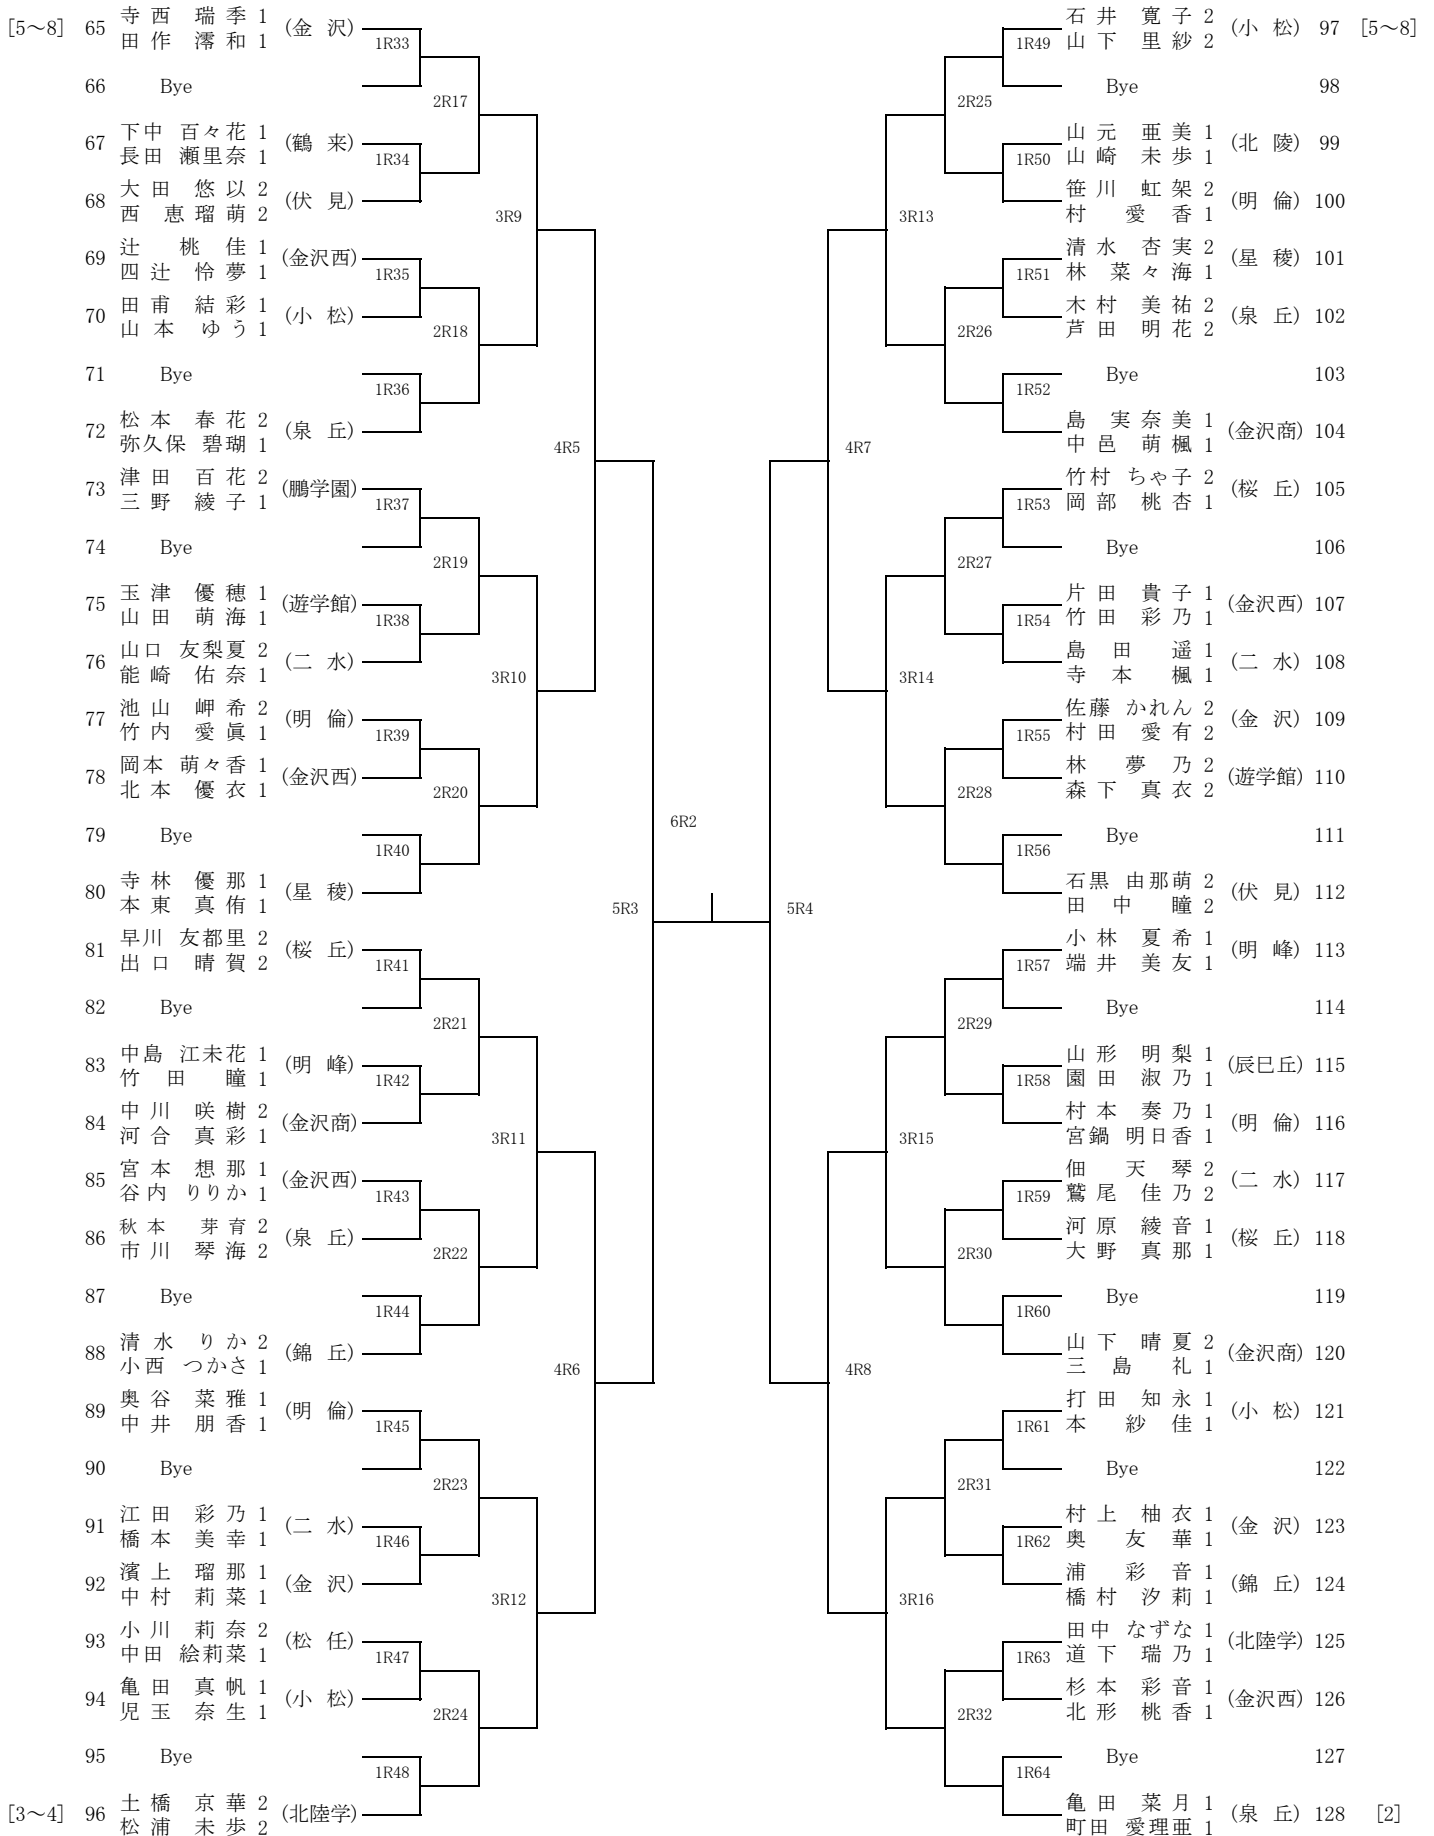 [5～8] 65 寺西 瑞季 1 (金 沢)
田作 澪和 1
1R33
66 Bye
2R17
67 下中 百々花 1 (鶴 来)
長田 瀬里奈 1
1R34
68 大田 悠以 2 (伏 見)
西 恵瑠萌 2
3R9
69 辻 桃佳 1 (金沢西)
四辻 怜夢 1
1R35
70 田甫 結彩 1 (小 松)
山本 ゆう 1
2R18
71 Bye
1R36
72 松本 春花 2 (泉 丘)
弥久保 碧瑚 1
4R5
73 津田 百花 2 (鵬学園)
三野 綾子 1
1R37
74 Bye
2R19
75 玉津 優穂 1 (遊学館)
山田 萌海 1
1R38
76 山口 友梨夏 2 (二 水)
能崎 佑奈 1
3R10
77 池山 岬希 2 (明 倫)
竹内 愛眞 1
1R39
78 岡本 萌々香 1 (金沢西)
北本 優衣 1
2R20
79 Bye
1R40
80 寺林 優那 1 (星 稜)
本東 真侑 1
5R3
81 早川 友都里 2 (桜 丘)
出口 晴賀 2
1R41
82 Bye
2R21
83 中島 江未花 1 (明 峰)
竹田 瞳 1
1R42
84 中川 咲樹 2 (金沢商)
河合 真彩 1
3R11
85 宮本 想那 1 (金沢西)
谷内 りりか 1
1R43
86 秋本 芽育 2 (泉 丘)
市川 琴海 2
2R22
87 Bye
1R44
88 清水 りか 2 (錦 丘)
小西 つかさ 1
4R6
89 奥谷 菜雅 1 (明 倫)
中井 朋香 1
1R45
90 Bye
2R23
91 江田 彩乃 1 (二 水)
橋本 美幸 1
1R46
92 濱上 瑠那 1 (金 沢)
中村 莉菜 1
3R12
93 小川 莉奈 2 (松 任)
中田 絵莉菜 1
1R47
94 亀田 真帆 1 (小 松)
児玉 奈生 1
2R24
95 Bye
1R48
[3～4] 96 土橋 京華 2 (北陸学)
松浦 未歩 2
6R2
石井 寛子 2 (小 松) 97 [5～8]
山下 里紗 2
1R49
Bye 98
2R25
山元 亜美 1 (北 陵) 99
山崎 未歩 1
1R50
笹川 虹架 2 (明 倫) 100
村 愛香 1
3R13
清水 杏実 2 (星 稜) 101
林 菜々海 1
1R51
木村 美祐 2 (泉 丘) 102
芦田 明花 2
2R26
Bye 103
1R52
島 実奈美 1 (金沢商) 104
中邑 萌楓 1
4R7
竹村 ちゃ子 2 (桜 丘) 105
岡部 桃杏 1
1R53
Bye 106
2R27
片田 貴子 1 (金沢西) 107
竹田 彩乃 1
1R54
島田 遥 1 (二 水) 108
寺本 楓 1
3R14
佐藤 かれん 2 (金 沢) 109
村田 愛有 2
1R55
林 夢乃 2 (遊学館) 110
森下 真衣 2
2R28
Bye 111
1R56
石黒 由那萌 2 (伏 見) 112
田中 瞳 2
5R4
小林 夏希 1 (明 峰) 113
端井 美友 1
1R57
Bye 114
2R29
山形 明梨 1 (辰巳丘) 115
園田 淑乃 1
1R58
村本 奏乃 1 (明 倫) 116
宮鍋 明日香 1
3R15
佃 天琴 2 (二 水) 117
鷲尾 佳乃 2
1R59
河原 綾音 1 (桜 丘) 118
大野 真那 1
2R30
Bye 119
1R60
山下 晴夏 2 (金沢商) 120
三島 礼 1
4R8
打田 知永 1 (小 松) 121
本 紗佳 1
1R61
Bye 122
2R31
村上 柚衣 1 (金 沢) 123
奥 友華 1
1R62
浦 彩音 1 (錦 丘) 124
橋村 汐莉 1
3R16
田中 なずな 1 (北陸学) 125
道下 瑞乃 1
1R63
杉本 彩音 1 (金沢西) 126
北形 桃香 1
2R32
Bye 127
1R64
亀田 菜月 1 (泉 丘) 128 [2]
町田 愛理亜 1